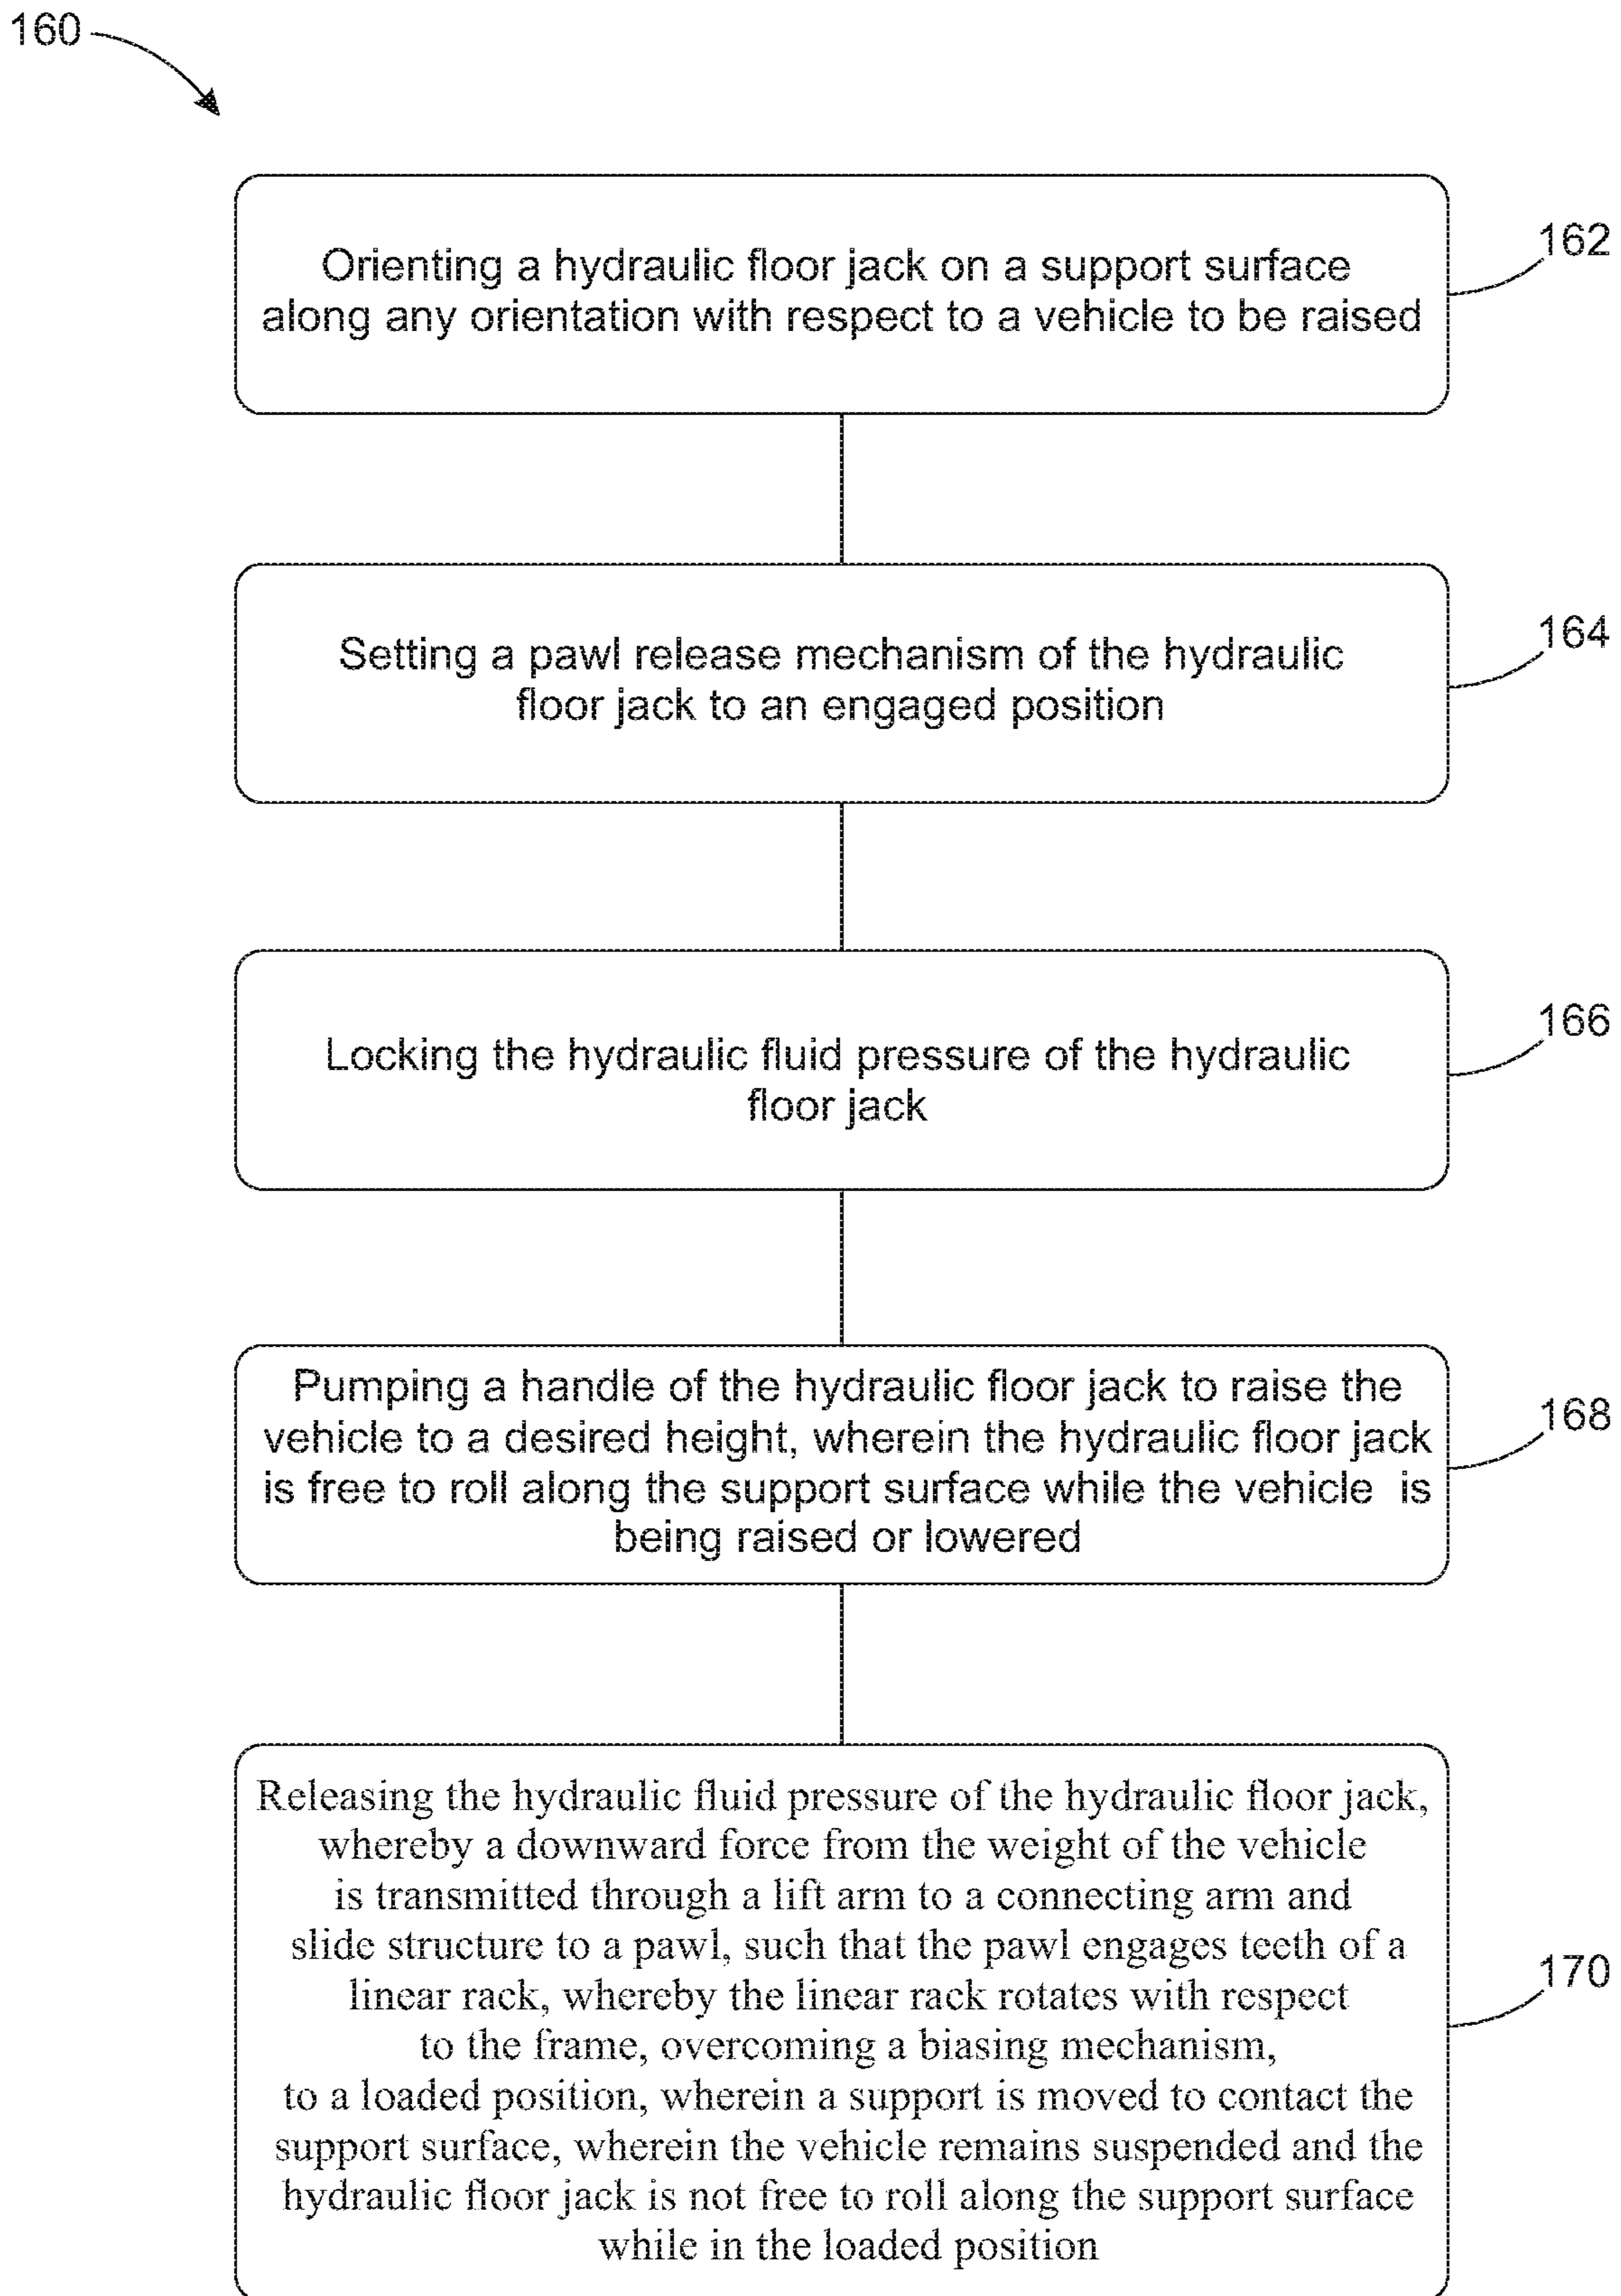 160
Orienting a hydraulic floor jack on a support surface
along any orientation with respect to a vehicle to be raised
162
Setting a pawl release mechanism of the hydraulic
floor jack to an engaged position
164
Locking the hydraulic fluid pressure of the hydraulic
floor jack
166
Pumping a handle of the hydraulic floor jack to raise the
vehicle to a desired height, wherein the hydraulic floor jack
is free to roll along the support surface while the vehicle is
being raised or lowered
168
Releasing the hydraulic fluid pressure of the hydraulic floor jack,
whereby a downward force from the weight of the vehicle
is transmitted through a lift arm to a connecting arm and
slide structure to a pawl, such that the pawl engages teeth of a
linear rack, whereby the linear rack rotates with respect
to the frame, overcoming a biasing mechanism,
to a loaded position, wherein a support is moved to contact the
support surface, wherein the vehicle remains suspended and the
hydraulic floor jack is not free to roll along the support surface
while in the loaded position
170